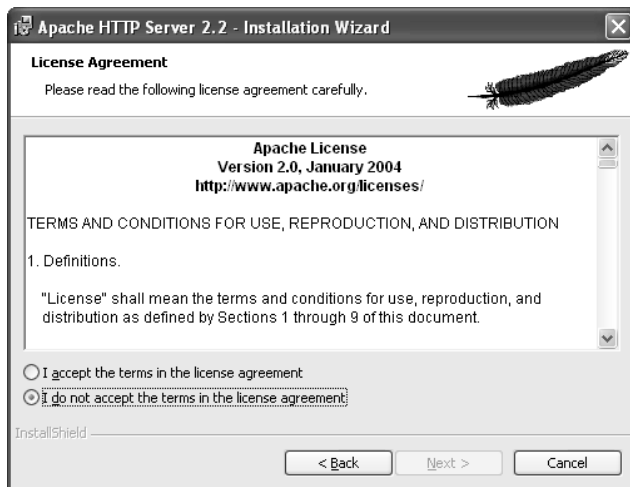 Apache HTTP Server 2.2 - Installation Wizard
License Agreement
Please read the following license agreement carefully.
Apache License
Version 2.0, January 2004
http://www.apache.org/licenses/
TERMS AND CONDITIONS FOR USE, REPRODUCTION, AND DISTRIBUTION
1. Definitions.
"License" shall mean the terms and conditions for use, reproduction, and
distribution as defined by Sections 1 through 9 of this document.
I accept the terms in the license agreement
I do not accept the terms in the license agreement
InstallShield
< Back
Next >
Cancel